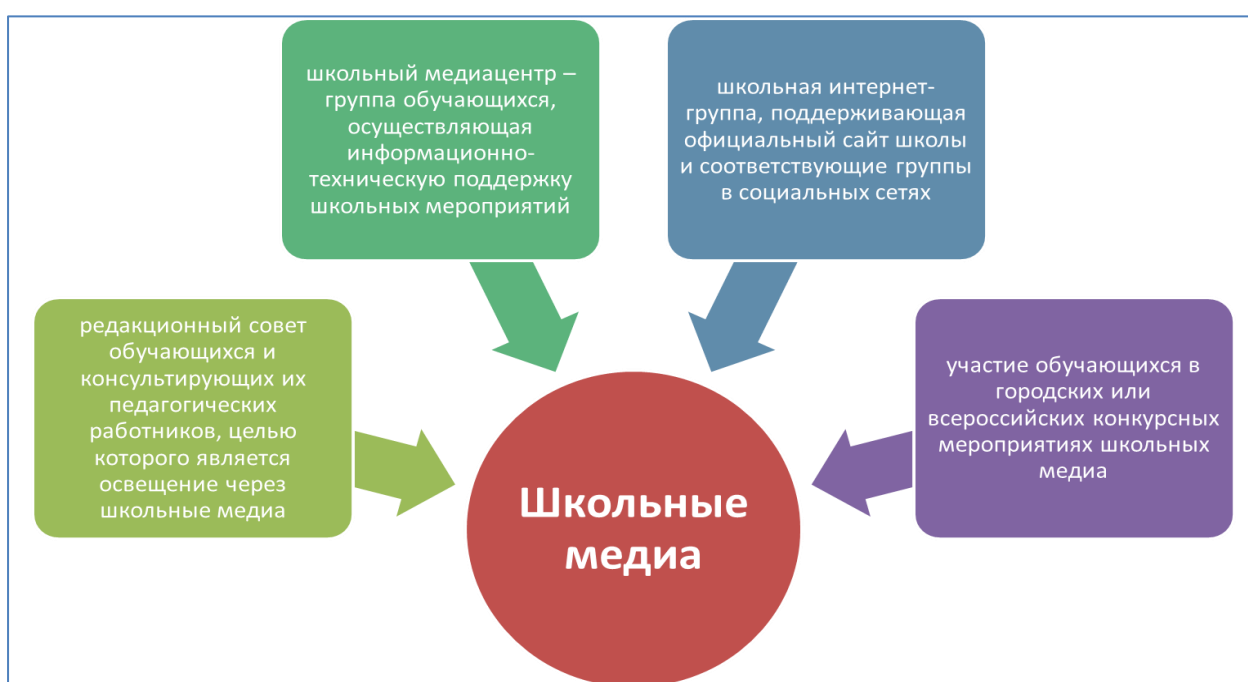 школьный медиацентр –
группа обучающихся,
осуществляющая
информационно-
техническую поддержку
школьных мероприятий
школьная интернет-
группа, поддерживающая
официальный сайт школы
и соответствующие группы
в социальных сетях
редакционный совет
обучающихся и
консультирующих их
педагогических
работников, целью
которого является
освещение через
школьные медиа
участие обучающихся в
городских или
всероссийских конкурсных
мероприятиях школьных
медиа
Школьные
медиа